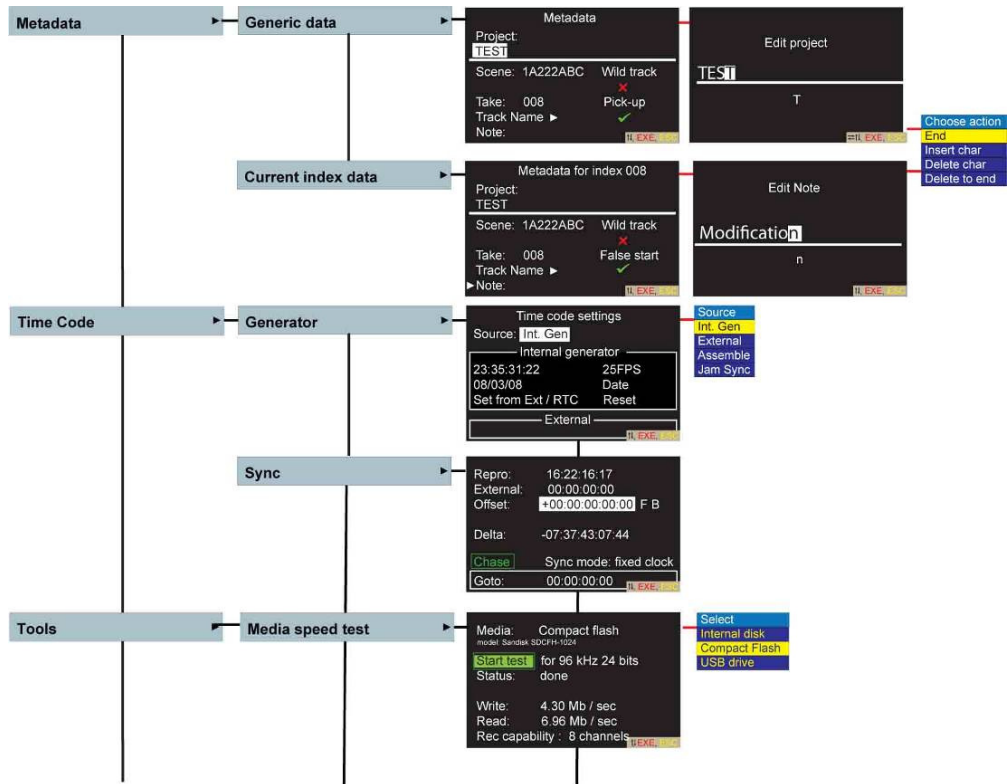 Metadata
Generic data
Metadata
Project:
TEST
Scene: 1A222ABC Wild track
Take: 008 Pick-up
Track Name ►
Note:
EXE, ESC
Edit project
TEST
T
EXE, ESC
Choose action
End
Insert char
Delete char
Delete to end
Current index data
Metadata for index 008
Project:
TEST
Scene: 1A222ABC Wild track
Take: 008 False start
Track Name ►
►Note:
EXE, ESC
Edit Note
Modification
n
EXE, ESC
Time Code
Generator
Time code settings
Source: Int. Gen
Internal generator
23:35:31:22 25FPS
08/03/08 Date
Set from Ext / RTC Reset
External
EXE, ESC
Source
Int. Gen
External
Assemble
Jam Sync
Sync
Repro: 16:22:16:17
External: 00:00:00:00
Offset: +00:00:00:00:00 F B
Delta: -07:37:43:07:44
Chase Sync mode: fixed clock
Goto: 00:00:00:00
EXE, ESC
Tools
Media speed test
Media: Compact flash
model: Sandisk SDCFH-1024
Start test for 96 kHz 24 bits
Status: done
Write: 4.30 Mb / sec
Read: 6.96 Mb / sec
Rec capability : 8 channels
EXE, ESC
Select
Internal disk
Compact Flash
USB drive